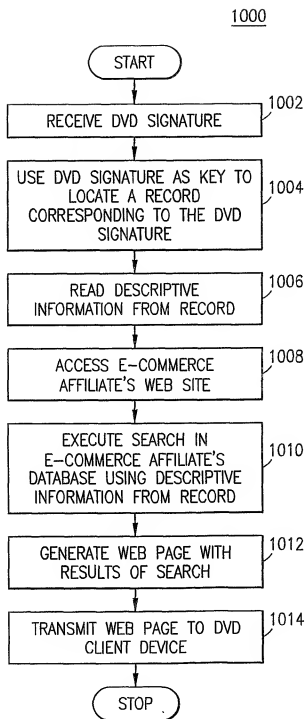 1000
START
RECEIVE DVD SIGNATURE
1002
USE DVD SIGNATURE AS KEY TO
LOCATE A RECORD
CORRESPONDING TO THE DVD
SIGNATURE
1004
READ DESCRIPTIVE
INFORMATION FROM RECORD
1006
ACCESS E-COMMERCE
AFFILIATE'S WEB SITE
1008
EXECUTE SEARCH IN
E-COMMERCE AFFILIATE'S
DATABASE USING DESCRIPTIVE
INFORMATION FROM RECORD
1010
GENERATE WEB PAGE WITH
RESULTS OF SEARCH
1012
TRANSMIT WEB PAGE TO DVD
CLIENT DEVICE
1014
STOP